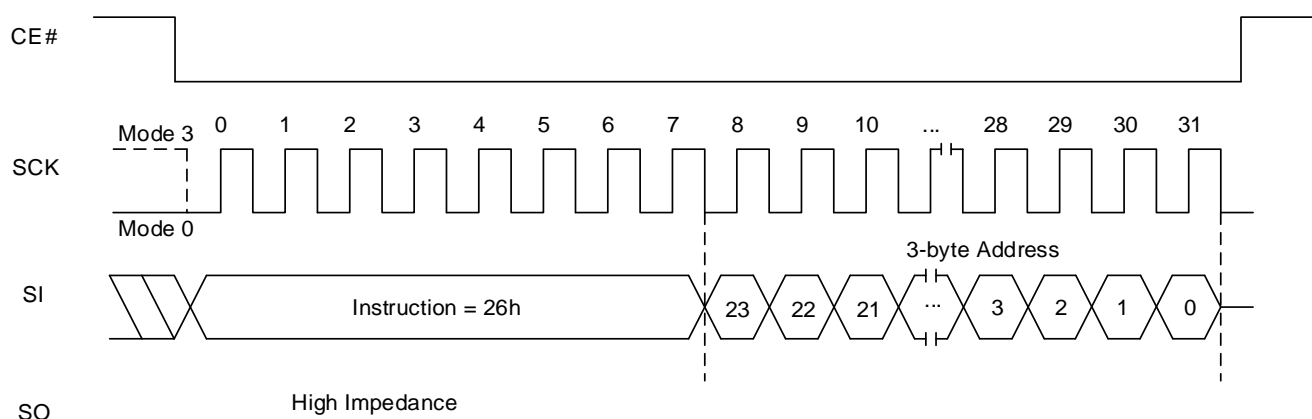 CE#
Mode 3
0 1 2 3 4 5 6 7 8 9 10 ... 28 29 30 31
SCK
Mode 0
3-byte Address
SI
Instruction = 26h
23 22 21 ... 3 2 1 0
High Impedance
SO